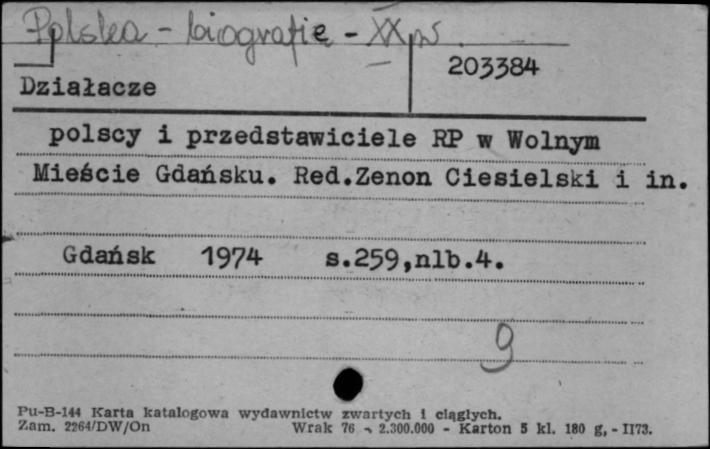 Polska - biografie - XX w
203384
Działacze
polscy i przedstawiciele RP w Wolnym
Mieście Gdańsku. Red.Zenon Ciesielski i in.
Gdańsk 1974 s.259,nlb.4.
9
Pu-B-144 Karta katalogowa wydawnictw zwartych i ciągłych.
Zam. 2264/DW/On Wrak 76 - 2.300.000 - Karton 5 kl. 180 g, - II73.